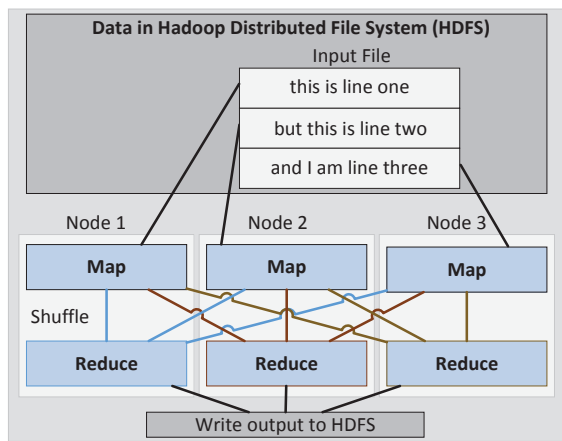 Data in Hadoop Distributed File System (HDFS)
Input File
this is line one
but this is line two
and I am line three
Node 1
Node 2
Node 3
Map
Map
Map
Shuffle
Reduce
Reduce
Reduce
Write output to HDFS